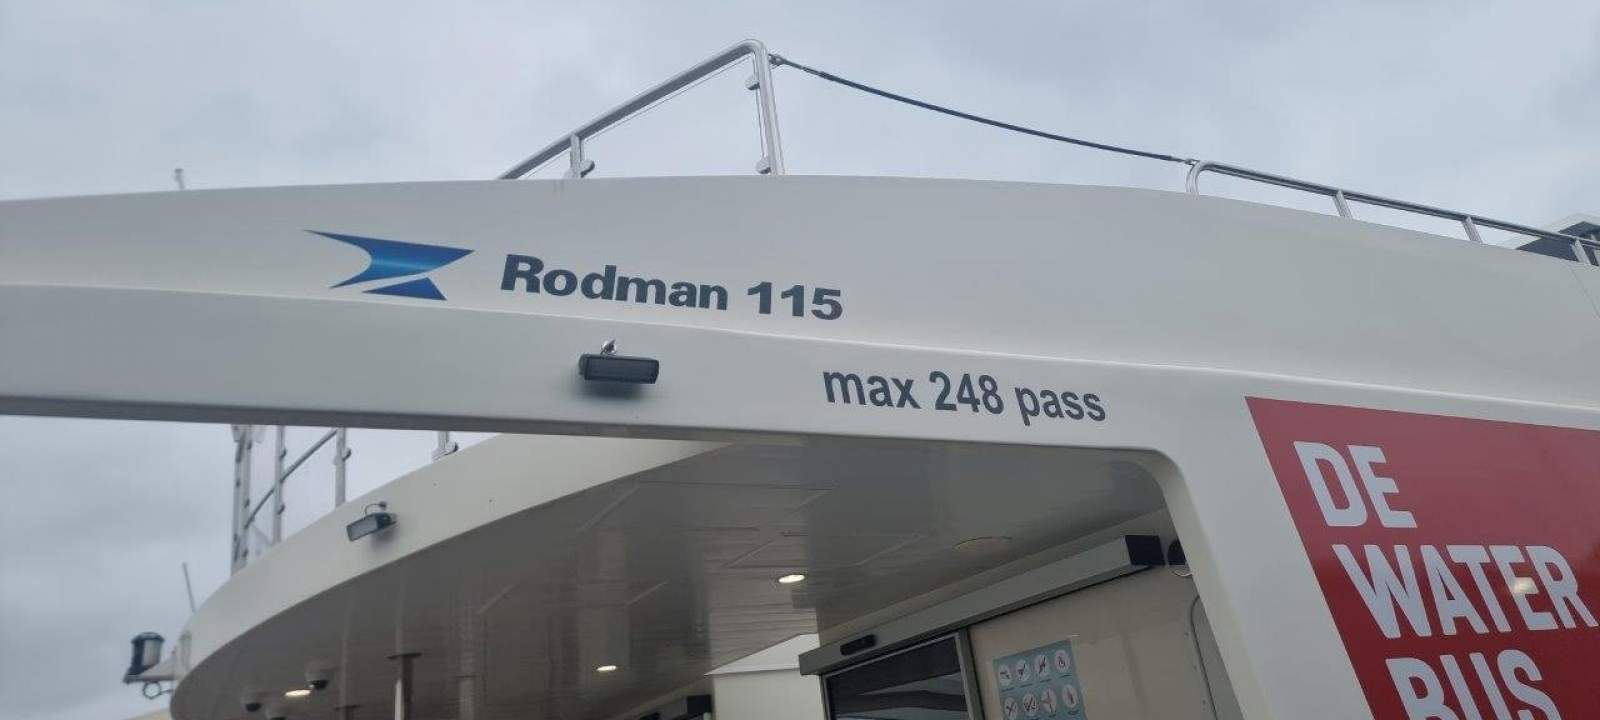 Rodman 115
max 248 pass
DE
WATER
BUS